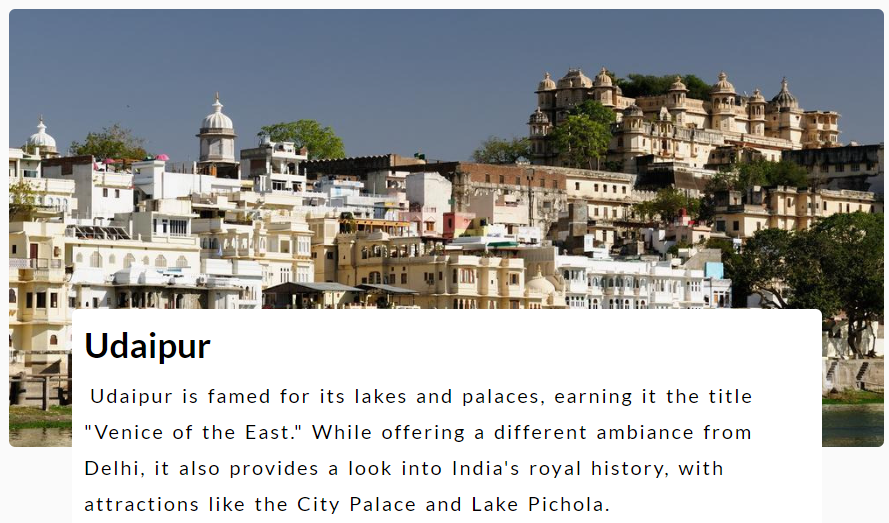 Udaipur
Udaipur is famed for its lakes and palaces, earning it the title
"Venice of the East." While offering a different ambiance from
Delhi, it also provides a look into India's royal history, with
attractions like the City Palace and Lake Pichola.